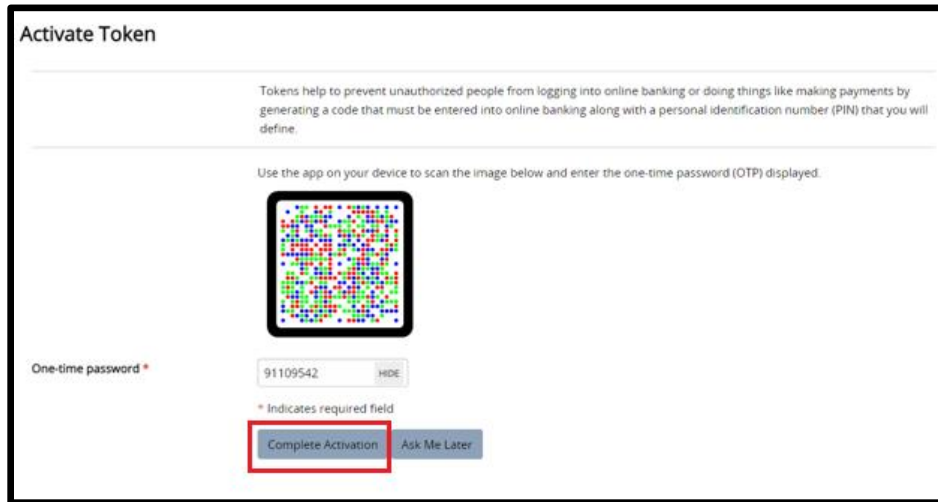 Activate Token
Tokens help to prevent unauthorized people from logging into online banking or doing things like making payments by
generating a code that must be entered into online banking along with a personal identification number (PIN) that you will
define.
Use the app on your device to scan the image below and enter the one-time password (OTP) displayed.
One-time password *
91109542 HIDE
* Indicates required field
Complete Activation Ask Me Later